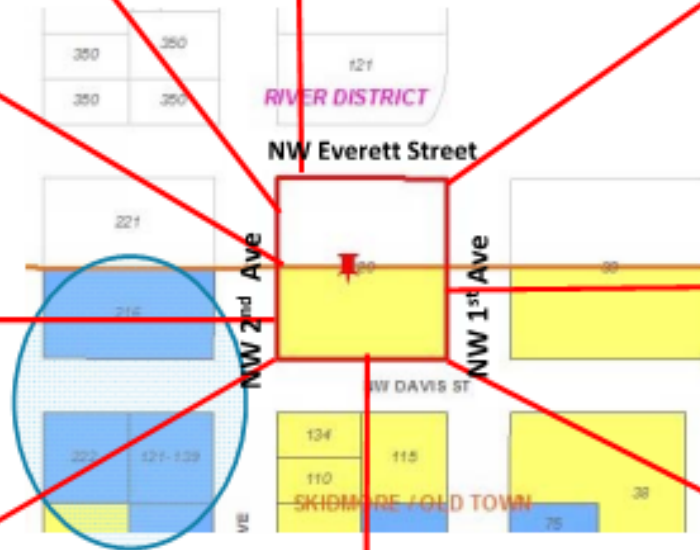 350
350
121
350
350
RIVER DISTRICT
NW Everett Street
221
NW 2nd Ave
NW 1st Ave
216
NW DAVIS ST
134
222
121-139
115
110
SKIDMORE / OLD TOWN
38
75
VE